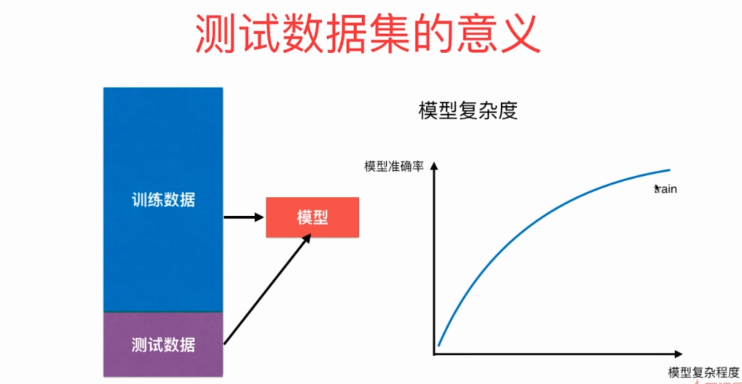 测试数据集的意义
模型复杂度
模型准确率
训练数据
train
模型
测试数据
模型复杂程度